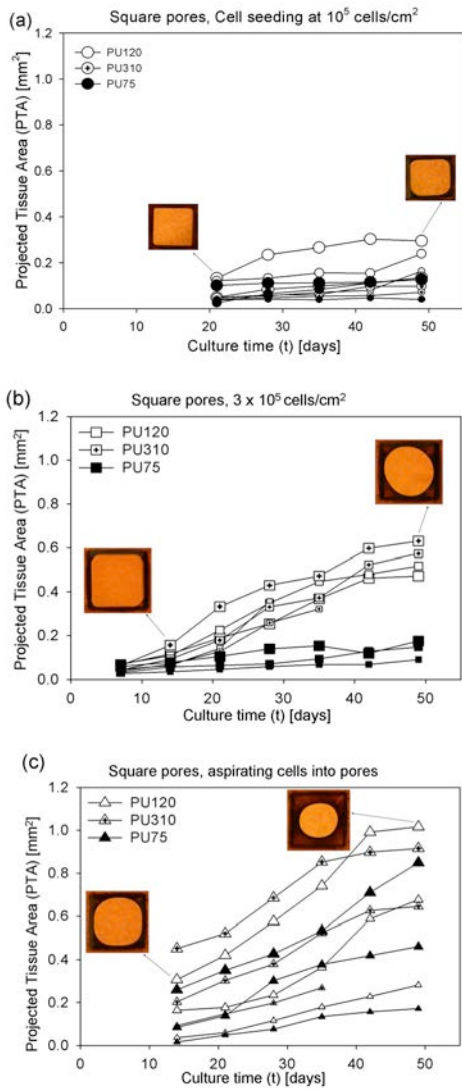 (a)
Square pores, Cell seeding at 10⁵ cells/cm²
PU120
PU310
PU75
Projected Tissue Area (PTA) [mm²]
1.2
1.0
0.8
0.6
0.4
0.2
0.0
0 10 20 30 40 50 60
Culture time (t) [days]
(b)
Square pores, 3 x 10⁵ cells/cm²
PU120
PU310
PU75
Projected Tissue Area (PTA) [mm²]
1.2
1.0
0.8
0.6
0.4
0.2
0.0
0 10 20 30 40 50 60
Culture time (t) [days]
(c)
Square pores, aspirating cells into pores
PU120
PU310
PU75
Projected Tissue Area (PTA) [mm²]
1.2
1.0
0.8
0.6
0.4
0.2
0.0
0 10 20 30 40 50 60
Culture time (t) [days]